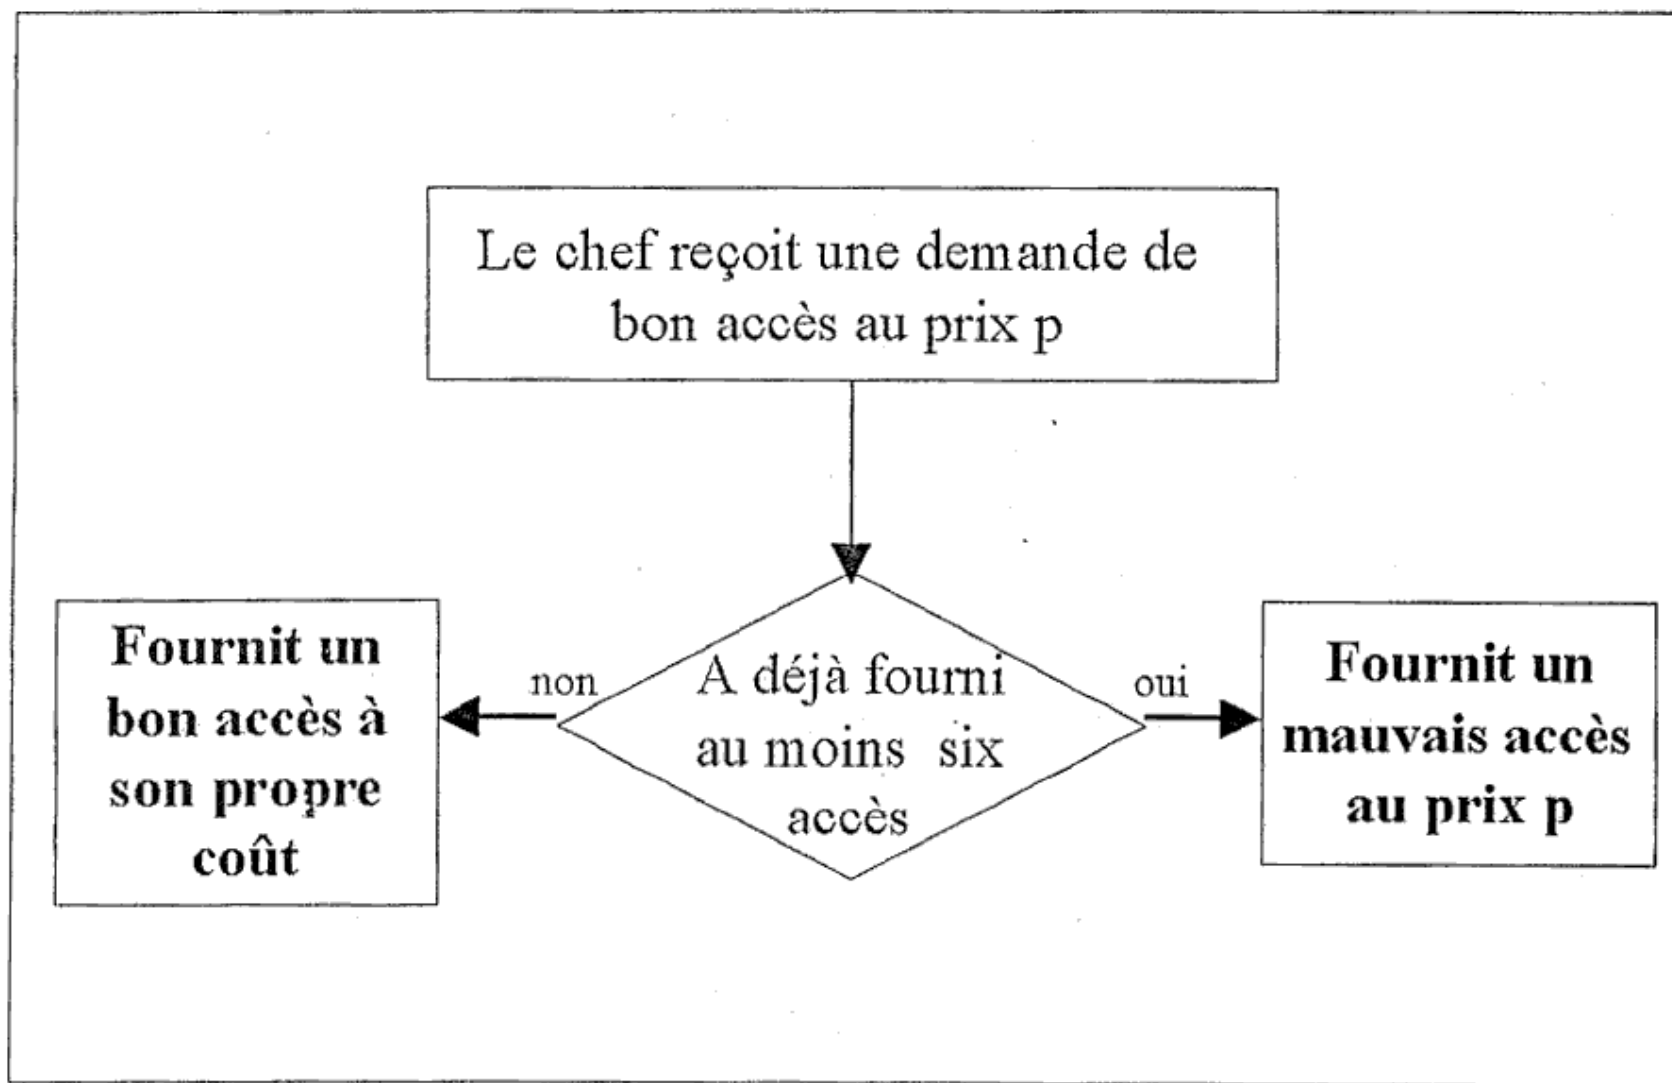 Le chef reçoit une demande de
bon accès au prix p
Fournit un
bon accès à
son propre
coût
non
A déjà fourni
au moins six
accès
oui
Fournit un
mauvais accès
au prix p